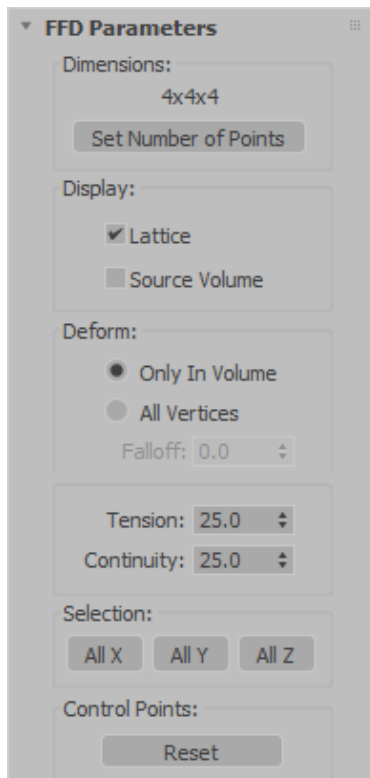 FFD Parameters
Dimensions:
4x4x4
Set Number of Points
Display:
Lattice
Source Volume
Deform:
Only In Volume
All Vertices
Falloff: 0.0
Tension: 25.0
Continuity: 25.0
Selection:
All X All Y All Z
Control Points:
Reset